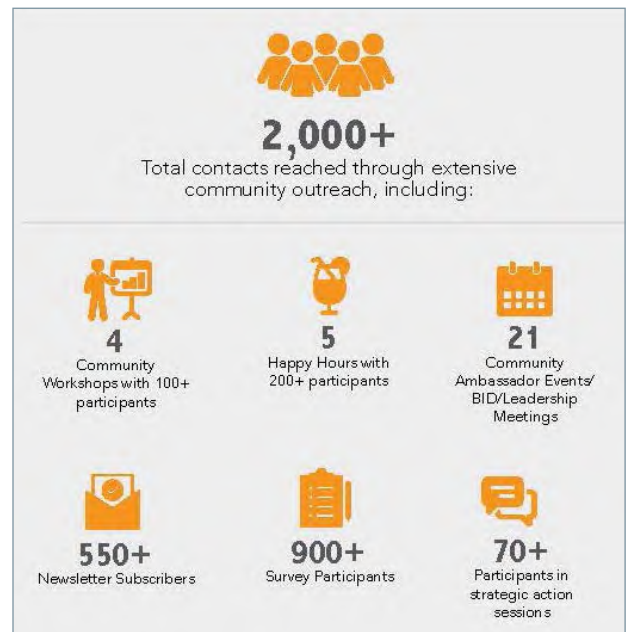 2,000+
Total contacts reached through extensive
community outreach, including:
4
Community
Workshops with 100+
participants
5
Happy Hours with
200+ participants
21
Community
Ambassador Events/
BID/Leadership
Meetings
550+
Newsletter Subscribers
900+
Survey Participants
70+
Participants in
strategic action
sessions